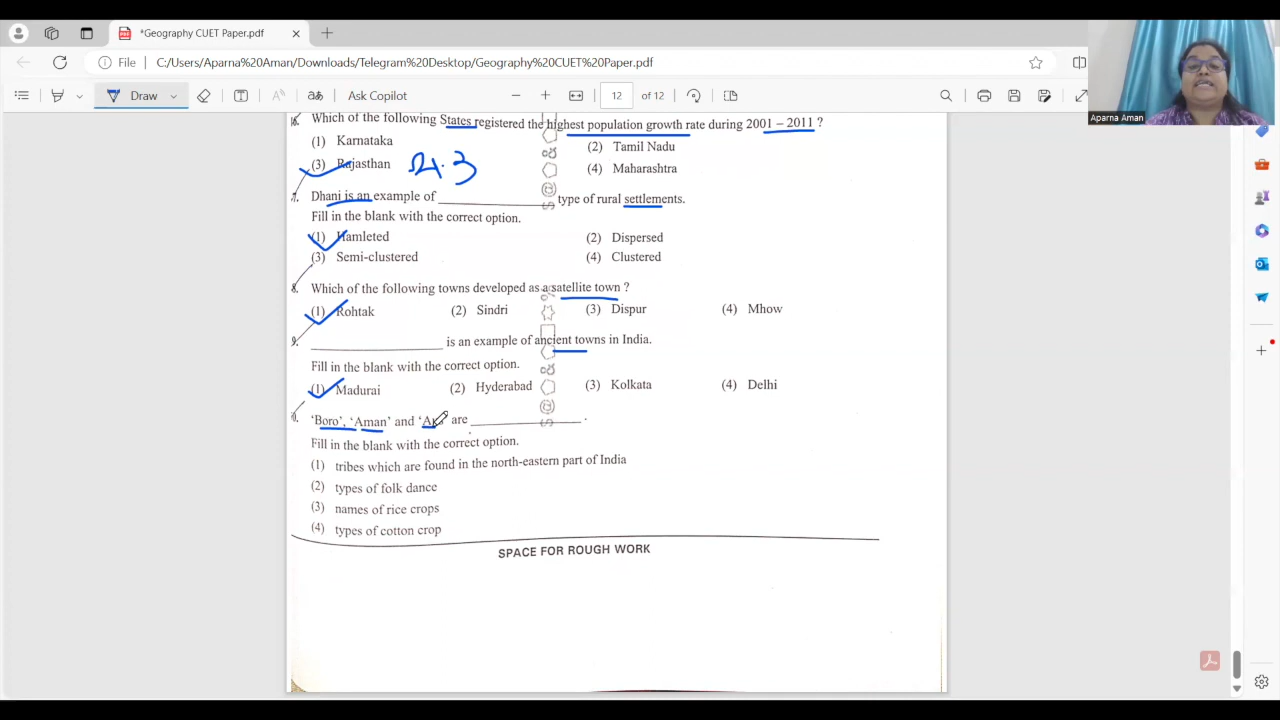 *Geography CUET Paper.pdf
File C:/Users/Aparna%20Aman/Downloads/Telegram%20Desktop/Geography%20CUET%20Paper.pdf
Draw Ask Copilot 12 of 12
Aparna Aman
Which of the following States registered the highest population growth rate during 2001 – 2011 ?
(1) Karnataka (2) Tamil Nadu
(3) Rajasthan 21.3 (4) Maharashtra
7. Dhani is an example of ____________ type of rural settlements.
Fill in the blank with the correct option.
(1) Hamleted (2) Dispersed
(3) Semi-clustered (4) Clustered
8. Which of the following towns developed as a satellite town ?
(1) Rohtak (2) Sindri (3) Dispur (4) Mhow
9. ____________ is an example of ancient towns in India.
Fill in the blank with the correct option.
(1) Madurai (2) Hyderabad (3) Kolkata (4) Delhi
'Boro', 'Aman' and are ____________ .
Fill in the blank with the correct option.
(1) tribes which are found in the north-eastern part of India
(2) types of folk dance
(3) names of rice crops
(4) types of cotton crop
SPACE FOR ROUGH WORK